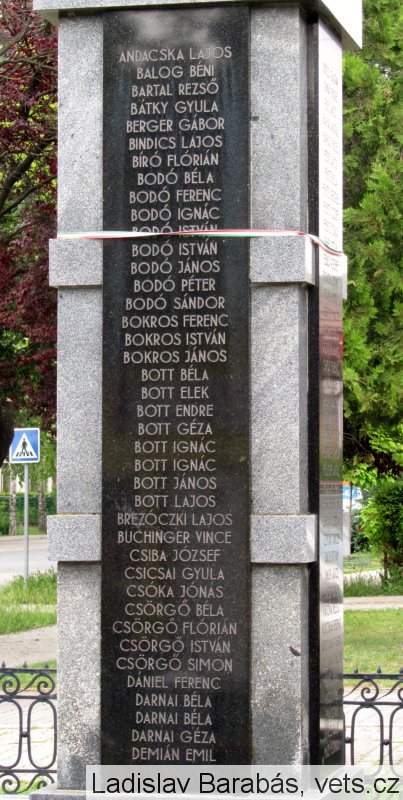 ANDACSKA LAJOS
BALOG BÉNI
BARTAL REZSŐ
BÁTKY GYULA
BERGER GÁBOR
BINDICS LAJOS
BÍRÓ FLÓRIÁN
BODÓ BÉLA
BODÓ FERENC
BODÓ IGNÁC
BODÓ ISTVÁN
BODÓ ISTVÁN
BODÓ JÁNOS
BODÓ PÉTER
BODÓ SÁNDOR
BOKROS FERENC
BOKROS ISTVÁN
BOKROS JÁNOS
BOTT BÉLA
BOTT ELEK
BOTT ENDRE
BOTT GÉZA
BOTT IGNÁC
BOTT IGNÁC
BOTT JÁNOS
BOTT LAJOS
BREZÓCZKI LAJOS
BUCHINGER VINCE
CSIBA JÓZSEF
CSICSAI GYULA
CSÓKA JÓNÁS
CSÖRGŐ BÉLA
CSÖRGŐ FLÓRIÁN
CSÖRGŐ ISTVÁN
CSÖRGŐ SIMON
DÁNIEL FERENC
DARNAI BÉLA
DARNAI BÉLA
DARNAI GÉZA
DEMIÁN EMIL
Ladislav Barabás, vets.cz